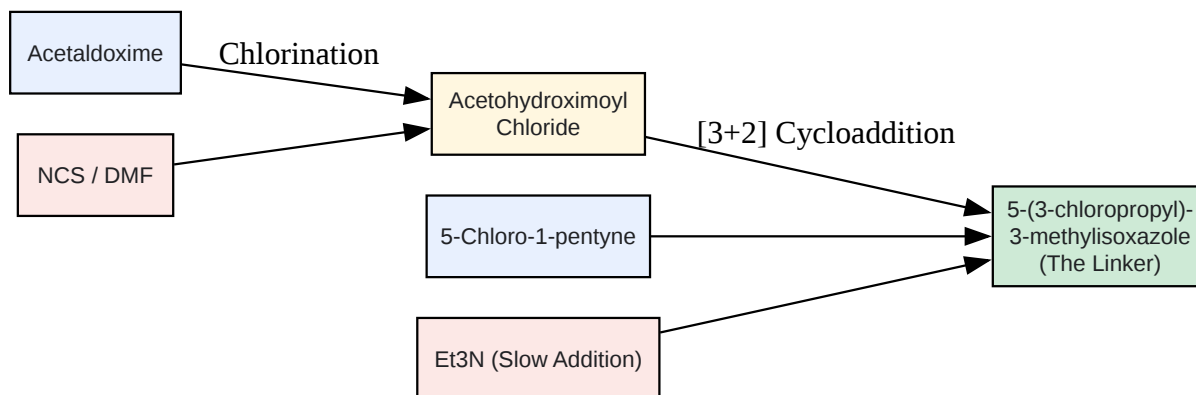 Acetaldoxime
Chlorination
NCS / DMF
Acetohydroximoyl
Chloride
[3+2] Cycloaddition
5-Chloro-1-pentyne
5-(3-chloropropyl)-
3-methylisoxazole
(The Linker)
Et3N (Slow Addition)